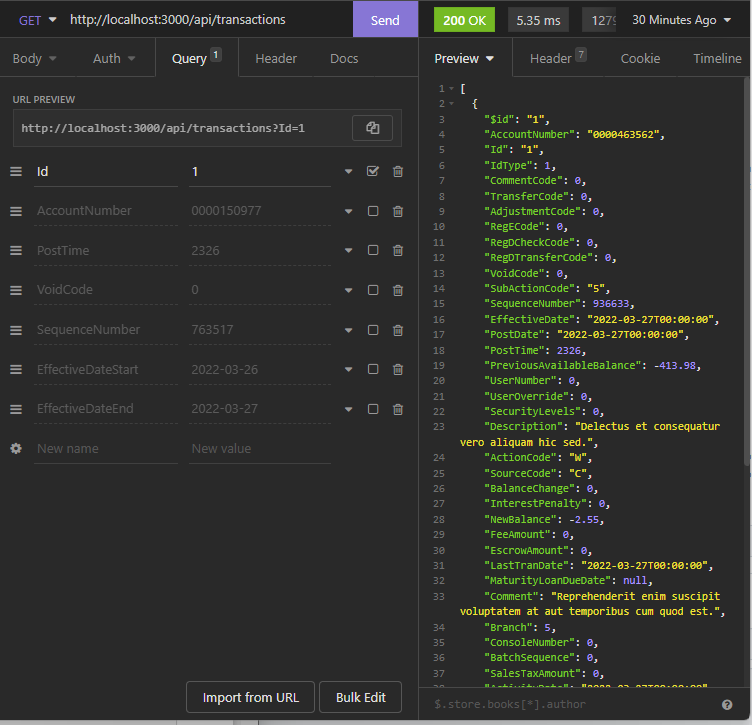 GET http://localhost:3000/api/transactions Send 200 OK 5.35 ms 30 Minutes Ago
Body Auth Query 1 Header Docs Preview Header 7 Cookie Timeline
URL PREVIEW
http://localhost:3000/api/transactions?Id=1
Id 1
AccountNumber 0000150977
PostTime 2326
VoidCode 0
SequenceNumber 763517
EffectiveDateStart 2022-03-26
EffectiveDateEnd 2022-03-27
New name New value
Import from URL Bulk Edit
1 [
2 {
3 "$id": "1",
4 "AccountNumber": "0000463562",
5 "Id": "1",
6 "IdType": 1,
7 "CommentCode": 0,
8 "TransferCode": 0,
9 "AdjustmentCode": 0,
10 "RegECode": 0,
11 "RegDCheckCode": 0,
12 "RegDTransferCode": 0,
13 "VoidCode": 0,
14 "SubActionCode": "5",
15 "SequenceNumber": 936633,
16 "EffectiveDate": "2022-03-27T00:00:00",
17 "PostDate": "2022-03-27T00:00:00",
18 "PostTime": 2326,
19 "PreviousAvailableBalance": -413.98,
20 "UserNumber": 0,
21 "UserOverride": 0,
22 "SecurityLevels": 0,
23 "Description": "Delectus et consequatur
vero aliquam hic sed.",
24 "ActionCode": "W",
25 "SourceCode": "C",
26 "BalanceChange": 0,
27 "InterestPenalty": 0,
28 "NewBalance": -2.55,
29 "FeeAmount": 0,
30 "EscrowAmount": 0,
31 "LastTranDate": "2022-03-27T00:00:00",
32 "MaturityLoanDueDate": null,
33 "Comment": "Reprehenderit enim suscipit
voluptatem at aut temporibus cum quod est.",
34 "Branch": 5,
35 "ConsoleNumber": 0,
36 "BatchSequence": 0,
37 "SalesTaxAmount": 0,
38 "ActivityDate": "2022-03-27T00:00:00",
$.store.books[*].author